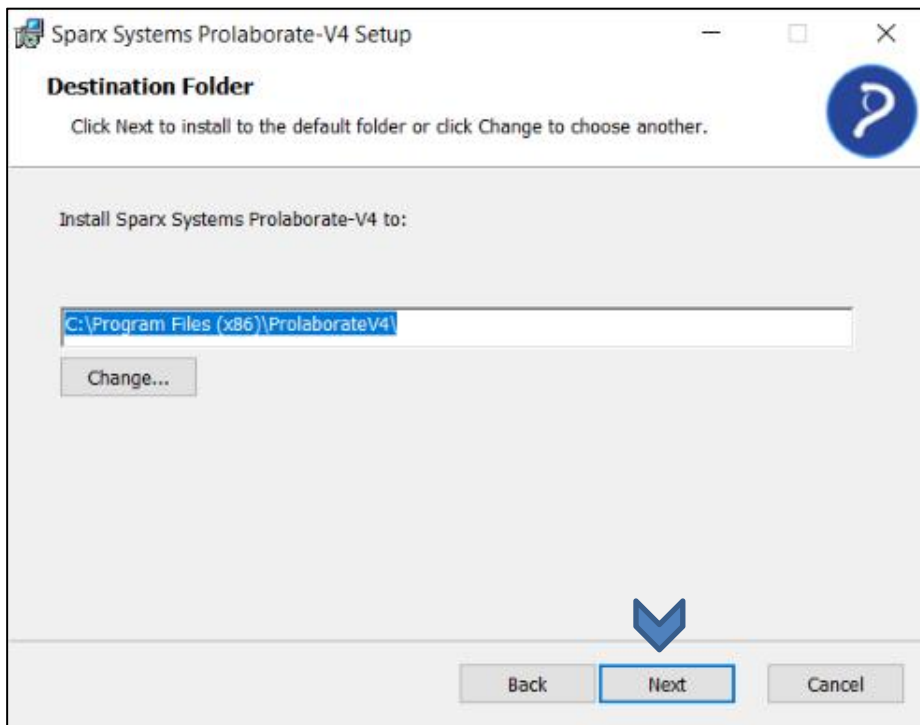 Sparx Systems Prolaborate-V4 Setup
Destination Folder
Click Next to install to the default folder or click Change to choose another.
Install Sparx Systems Prolaborate-V4 to:
C:\Program Files (x86)\ProlaborateV4\
Change...
Back Next Cancel